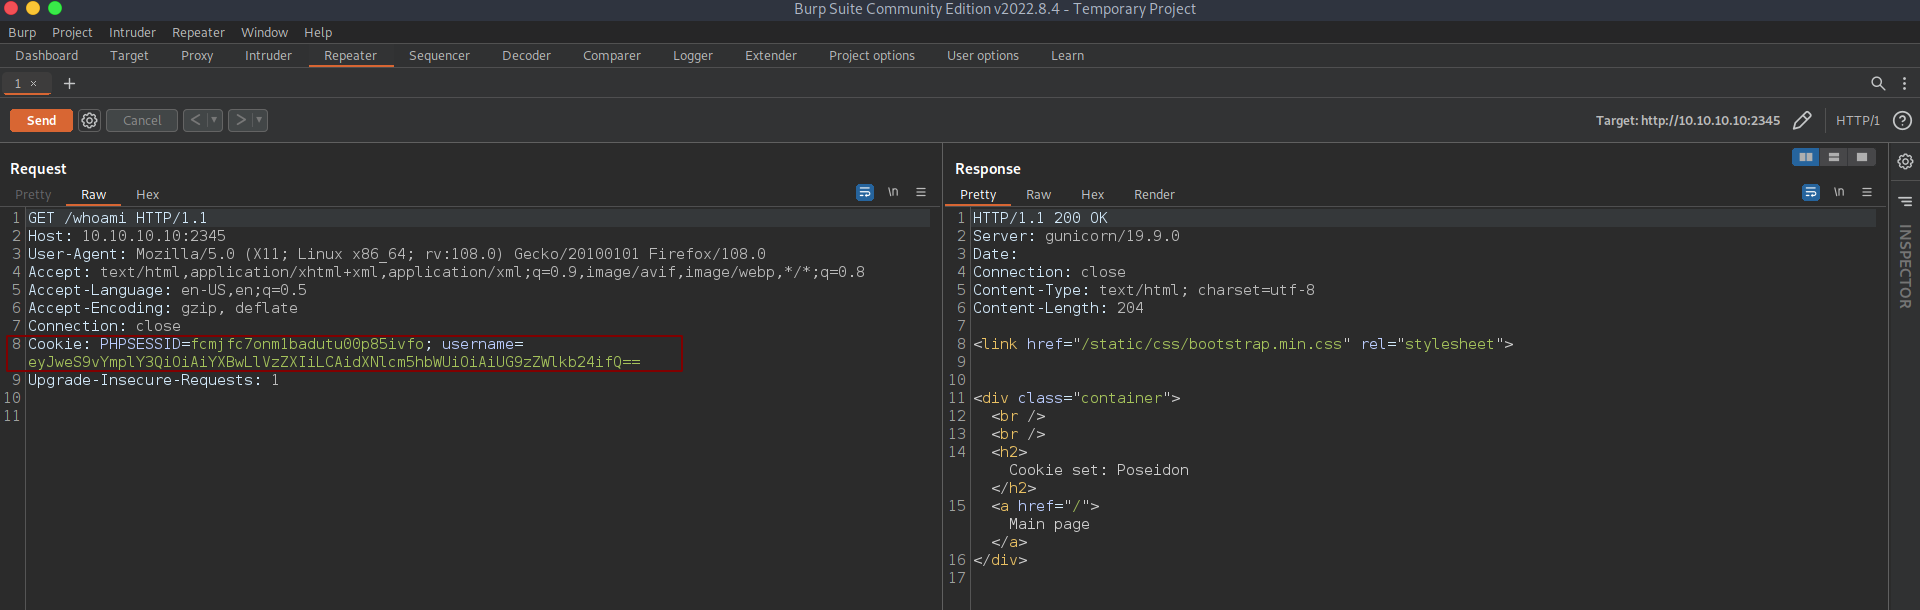 Burp Suite Community Edition v2022.8.4 - Temporary Project
Burp Project Intruder Repeater Window Help
Dashboard Target Proxy Intruder Repeater Sequencer Decoder Comparer Logger Extender Project options User options Learn
1 × +
Send Cancel < > Target: http://10.10.10.10:2345 HTTP/1 ?
Request
Pretty Raw Hex \n
1 GET /whoami HTTP/1.1
2 Host: 10.10.10.10:2345
3 User-Agent: Mozilla/5.0 (X11; Linux x86_64; rv:108.0) Gecko/20100101 Firefox/108.0
4 Accept: text/html,application/xhtml+xml,application/xml;q=0.9,image/avif,image/webp,*/*;q=0.8
5 Accept-Language: en-US,en;q=0.5
6 Accept-Encoding: gzip, deflate
7 Connection: close
8 Cookie: PHPSESSID=fcmjfc7onm1badutu00p85ivfo; username=
eyJweS9vYmplY3QiOiAiYXBwLlVzZXIiLCAidXNlcm5hbWUiOiAiUG9zZWlkb24ifQ==
9 Upgrade-Insecure-Requests: 1
10
11
Response
Pretty Raw Hex Render \n
1 HTTP/1.1 200 OK
2 Server: gunicorn/19.9.0
3 Date:
4 Connection: close
5 Content-Type: text/html; charset=utf-8
6 Content-Length: 204
7
8 <link href="/static/css/bootstrap.min.css" rel="stylesheet">
9
10
11 <div class="container">
12 <br />
13 <br />
14 <h2>
Cookie set: Poseidon
</h2>
15 <a href="/">
Main page
</a>
16 </div>
17
INSPECTOR